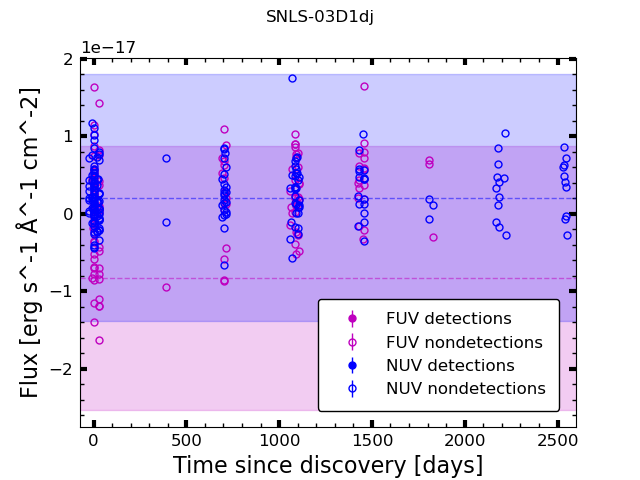 SNLS-03D1dj
1e−17
2
1
0
−1
−2
Flux [erg s^-1 Å^-1 cm^-2]
FUV detections
FUV nondetections
NUV detections
NUV nondetections
0 500 1000 1500 2000 2500
Time since discovery [days]